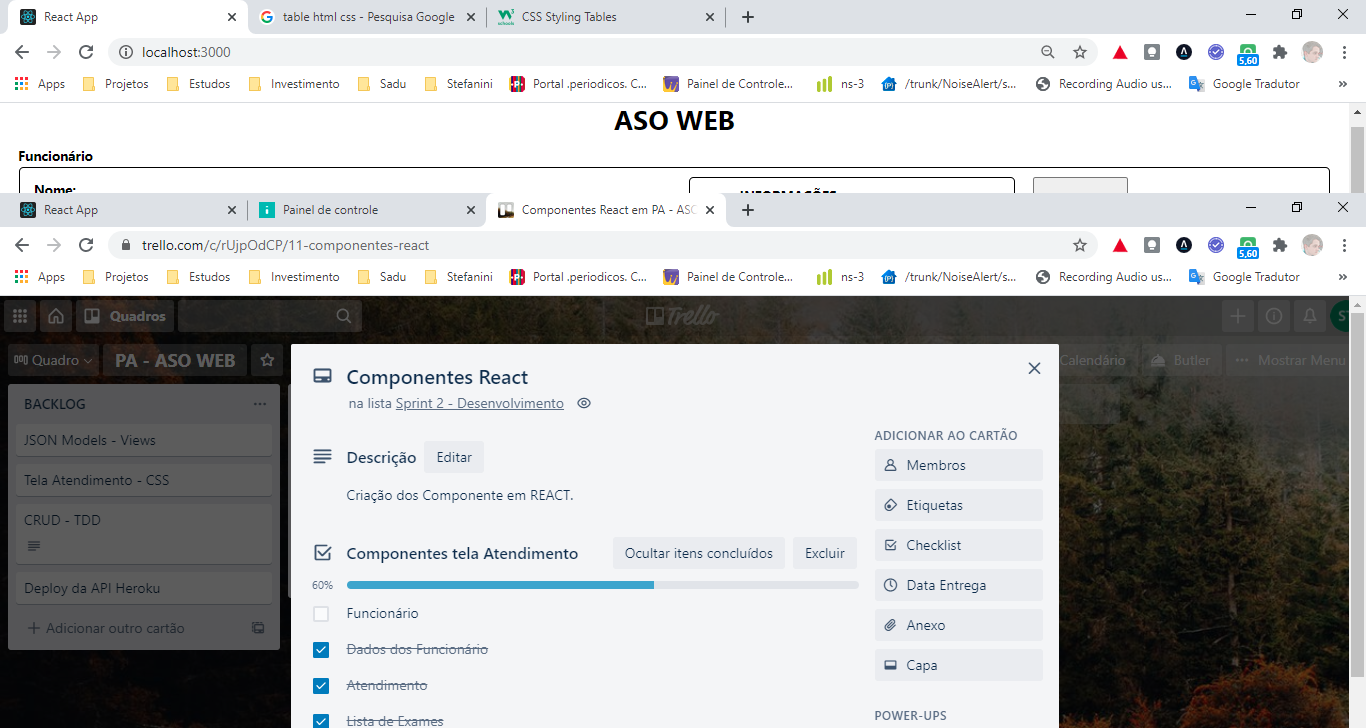 React App
table html css - Pesquisa Google
CSS Styling Tables
localhost:3000
5,60
Apps Projetos Estudos Investimento Sadu Stefanini Portal .periodicos. C... Painel de Controle... ns-3 /trunk/NoiseAlert/s... Recording Audio us... Google Tradutor »
ASO WEB
Funcionário
Nome:
INFORMAÇÕES
React App
Painel de controle
Componentes React em PA - ASO
trello.com/c/rUjpOdCP/11-componentes-react
5,60
Apps Projetos Estudos Investimento Sadu Stefanini Portal .periodicos. C... Painel de Controle... ns-3 /trunk/NoiseAlert/s... Recording Audio us... Google Tradutor »
Quadros
Trello
ST
Quadro
PA - ASO WEB
Calendário
Butler
Mostrar Menu
BACKLOG
JSON Models - Views
Tela Atendimento - CSS
CRUD - TDD
Deploy da API Heroku
+ Adicionar outro cartão
Componentes React
na lista Sprint 2 - Desenvolvimento
Descrição
Editar
Criação dos Componente em REACT.
Componentes tela Atendimento
Ocultar itens concluídos
Excluir
60%
Funcionário
Dados dos Funcionário
Atendimento
Lista de Exames
ADICIONAR AO CARTÃO
Membros
Etiquetas
Checklist
Data Entrega
Anexo
Capa
POWER-UPS